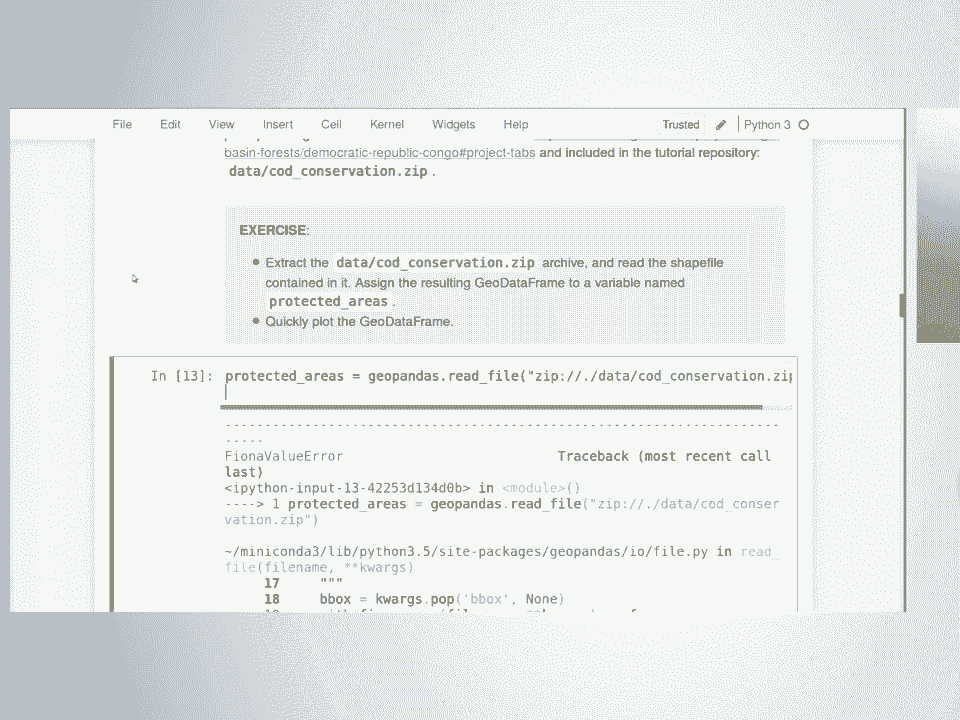 File Edit View Insert Cell Kernel Widgets Help Trusted Python 3
basin-forests/democratic-republic-congo#project-tabs and included in the tutorial repository:
data/cod_conservation.zip .
EXERCISE:
Extract the data/cod_conservation.zip archive, and read the shapefile
contained in it. Assign the resulting GeoDataFrame to a variable named
protected_areas .
Quickly plot the GeoDataFrame.
In [13]: protected_areas = geopandas.read_file("zip://./data/cod_conservation.zip
---------------------------------------------------------------------
-----
FionaValueError Traceback (most recent call
last)
<ipython-input-13-42253d134d0b> in <module>()
----> 1 protected_areas = geopandas.read_file("zip://./data/cod_conser
vation.zip")
~/miniconda3/lib/python3.5/site-packages/geopandas/io/file.py in read_
file(filename, **kwargs)
17 """
18 bbox = kwargs.pop('bbox', None)